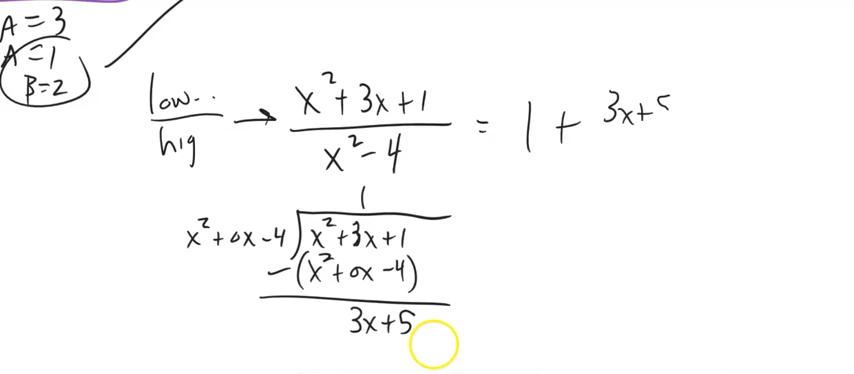 A = 3
A = 1
B = 2
low.. / hig → x² + 3x + 1 / x² - 4 = 1 + 3x + 5
1
x² + 0x - 4 ) x² + 3x + 1
- (x² + 0x - 4)
3x + 5